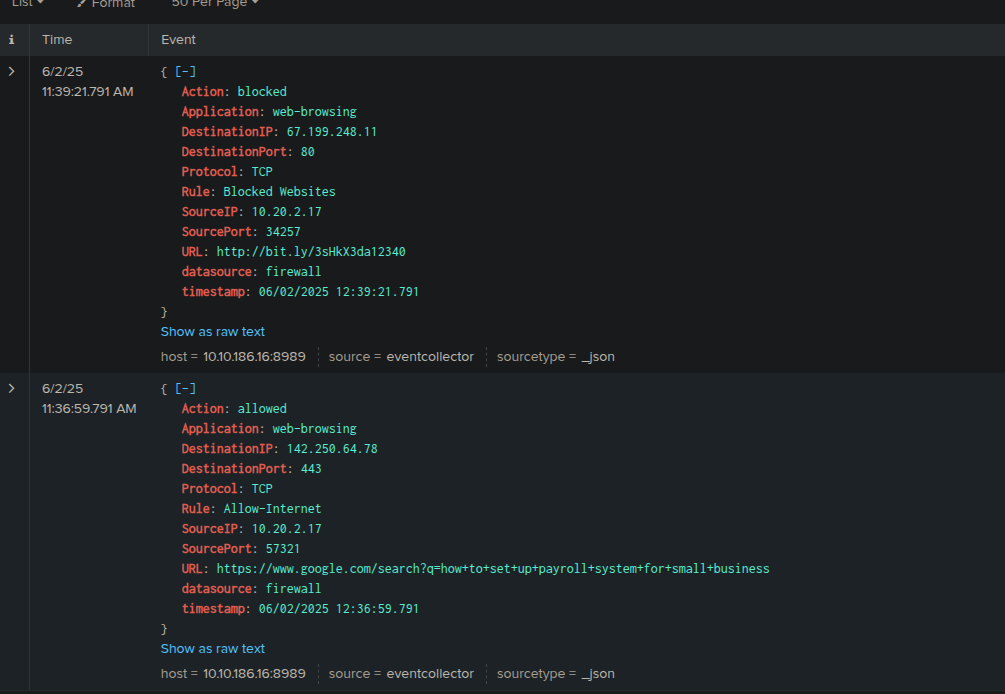 List Format 50 Per Page
i Time Event
> 6/2/25 { [-]
11:39:21.791 AM Action: blocked
Application: web-browsing
DestinationIP: 67.199.248.11
DestinationPort: 80
Protocol: TCP
Rule: Blocked Websites
SourceIP: 10.20.2.17
SourcePort: 34257
URL: http://bit.ly/3sHkX3da12340
datasource: firewall
timestamp: 06/02/2025 12:39:21.791
}
Show as raw text
host = 10.10.186.16:8989 source = eventcollector sourcetype = _json
> 6/2/25 { [-]
11:36:59.791 AM Action: allowed
Application: web-browsing
DestinationIP: 142.250.64.78
DestinationPort: 443
Protocol: TCP
Rule: Allow-Internet
SourceIP: 10.20.2.17
SourcePort: 57321
URL: https://www.google.com/search?q=how+to+set+up+payroll+system+for+small+business
datasource: firewall
timestamp: 06/02/2025 12:36:59.791
}
Show as raw text
host = 10.10.186.16:8989 source = eventcollector sourcetype = _json